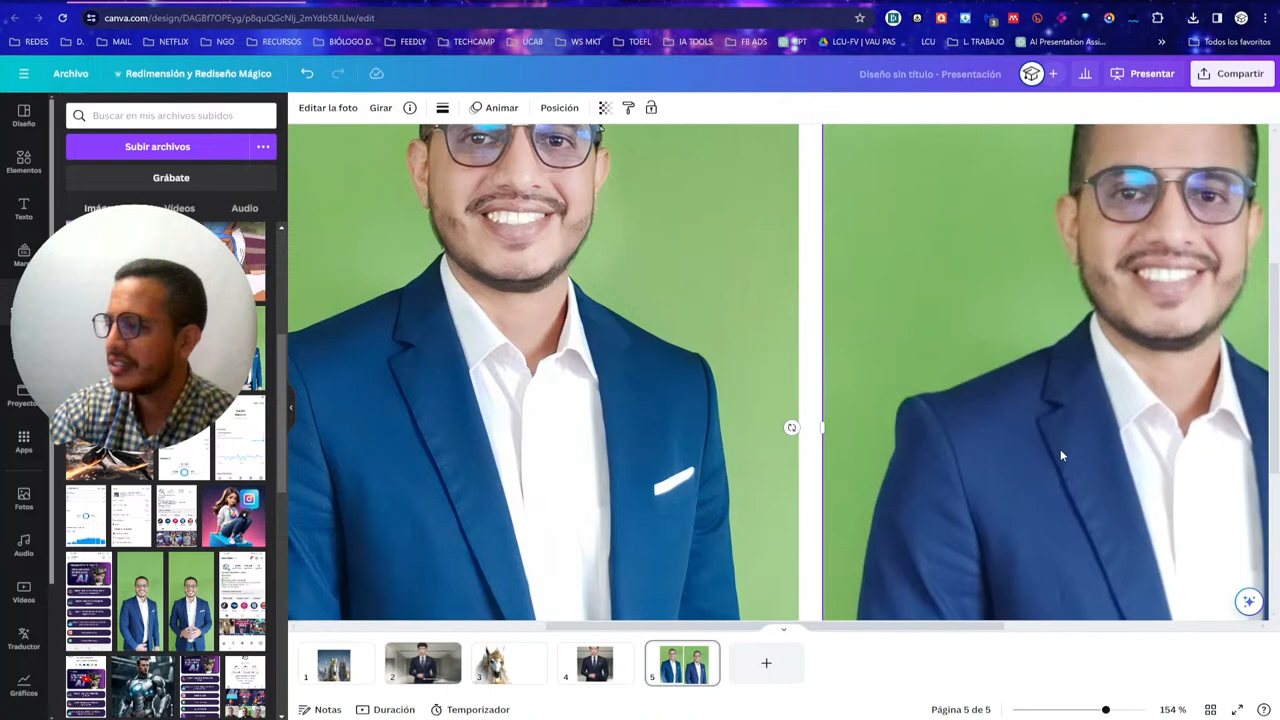 canva.com/design/DAGBf7OPEyg/p8quQGcNlj_2mYdb58JLIw/edit
REDES
D.
MAIL
NETFLIX
NGO
RECURSOS
BIÓLOGO D.
FEEDLY
TECHCAMP
UCAB
WS MKT
TOEFL
IA TOOLS
FB ADS
GPT
LCU-FV | VAU PAS
LCU
L. TRABAJO
AI Presentation Assi...
Todos los favoritos
Archivo
Redimensión y Rediseño Mágico
Diseño sin título - Presentación
Presentar
Compartir
Diseño
Elementos
Texto
Proyecto
Apps
Fotos
Audio
Vídeos
Traductor
Gráficos
Buscar en mis archivos subidos
Subir archivos
Grábate
Vídeos
Audio
Editar la foto
Girar
Animar
Posición
1
2
3
4
5
Notas
Duración
Temporizador
Página 5 de 5
154 %